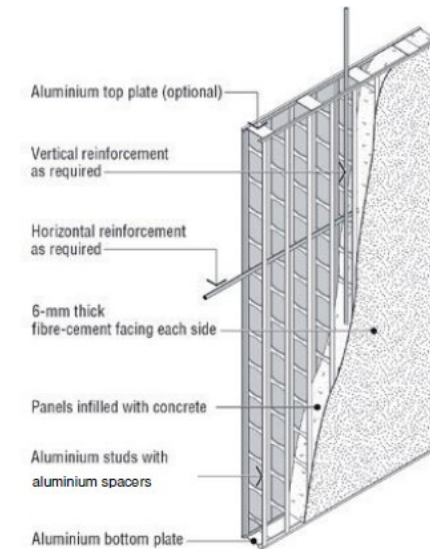 Aluminium top plate (optional)
Vertical reinforcement
as required
Horizontal reinforcement
as required
6-mm thick
fibre-cement facing each side
Panels infilled with concrete
Aluminium studs with
aluminium spacers
Aluminium bottom plate